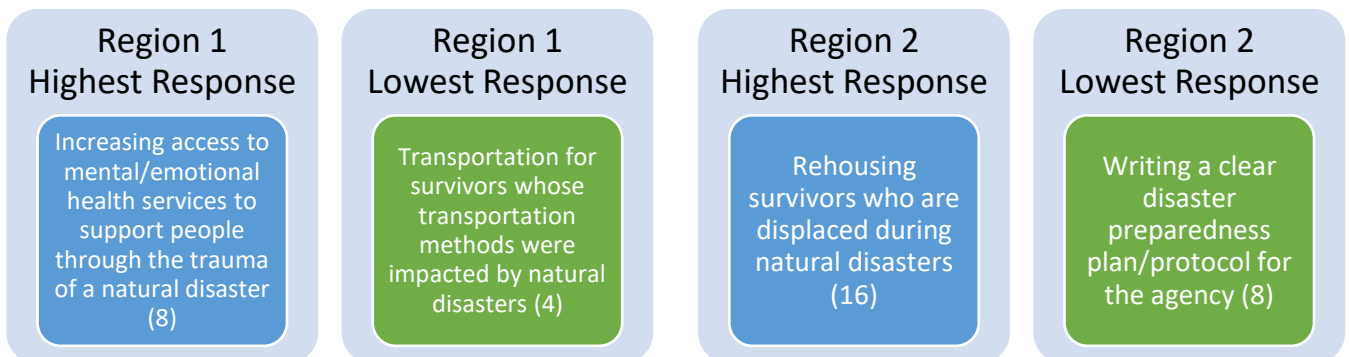 Region 1
Highest Response
Increasing access to
mental/emotional
health services to
support people
through the trauma
of a natural disaster
(8)
Region 1
Lowest Response
Transportation for
survivors whose
transportation
methods were
impacted by natural
disasters (4)
Region 2
Highest Response
Rehousing
survivors who are
displaced during
natural disasters
(16)
Region 2
Lowest Response
Writing a clear
disaster
preparedness
plan/protocol for
the agency (8)